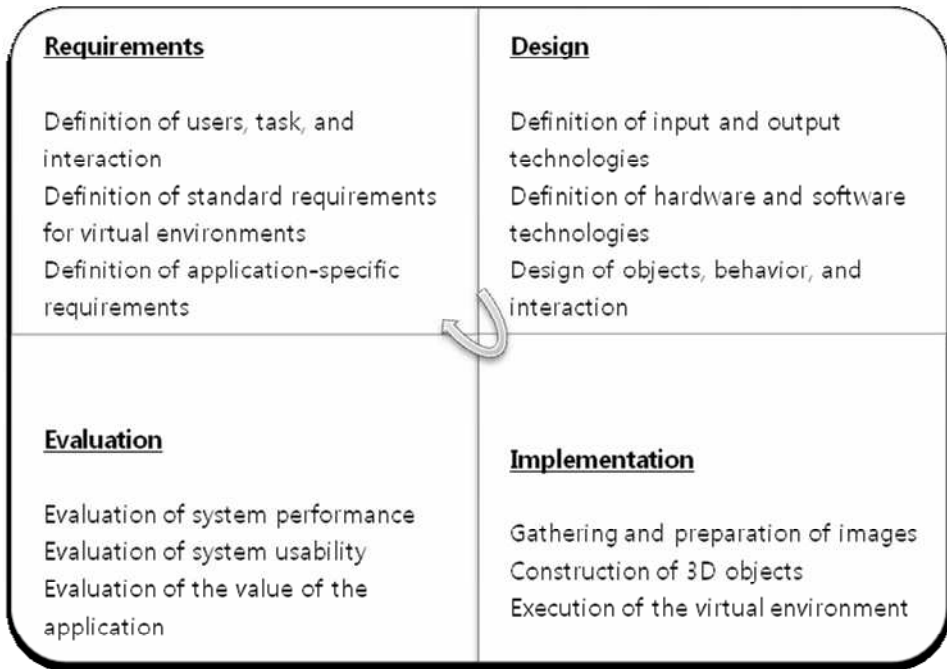 Requirements
Definition of users, task, and
interaction
Definition of standard requirements
for virtual environments
Definition of application-specific
requirements
Design
Definition of input and output
technologies
Definition of hardware and software
technologies
Design of objects, behavior, and
interaction
Evaluation
Evaluation of system performance
Evaluation of system usability
Evaluation of the value of the
application
Implementation
Gathering and preparation of images
Construction of 3D objects
Execution of the virtual environment